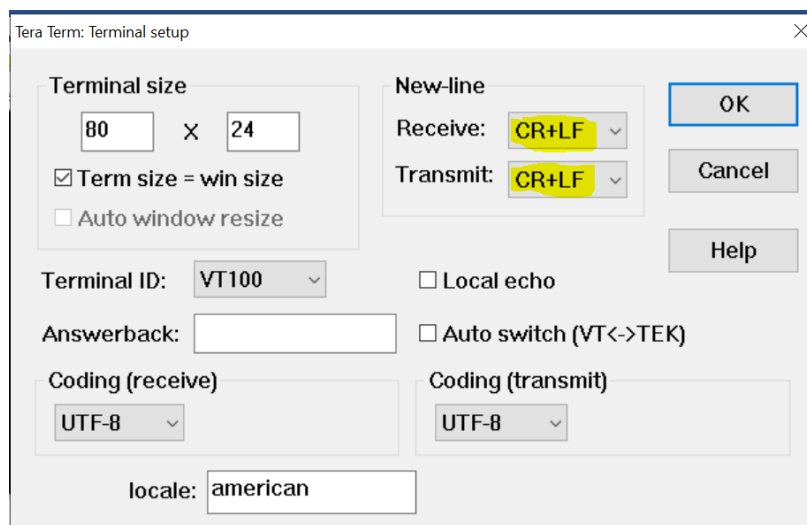 Tera Term: Terminal setup
Terminal size
80 X 24
Term size = win size
Auto window resize
New-line
Receive: CR+LF
Transmit: CR+LF
OK
Cancel
Help
Terminal ID: VT100
Local echo
Answerback:
Auto switch (VT<->TEK)
Coding (receive)
UTF-8
Coding (transmit)
UTF-8
locale: american